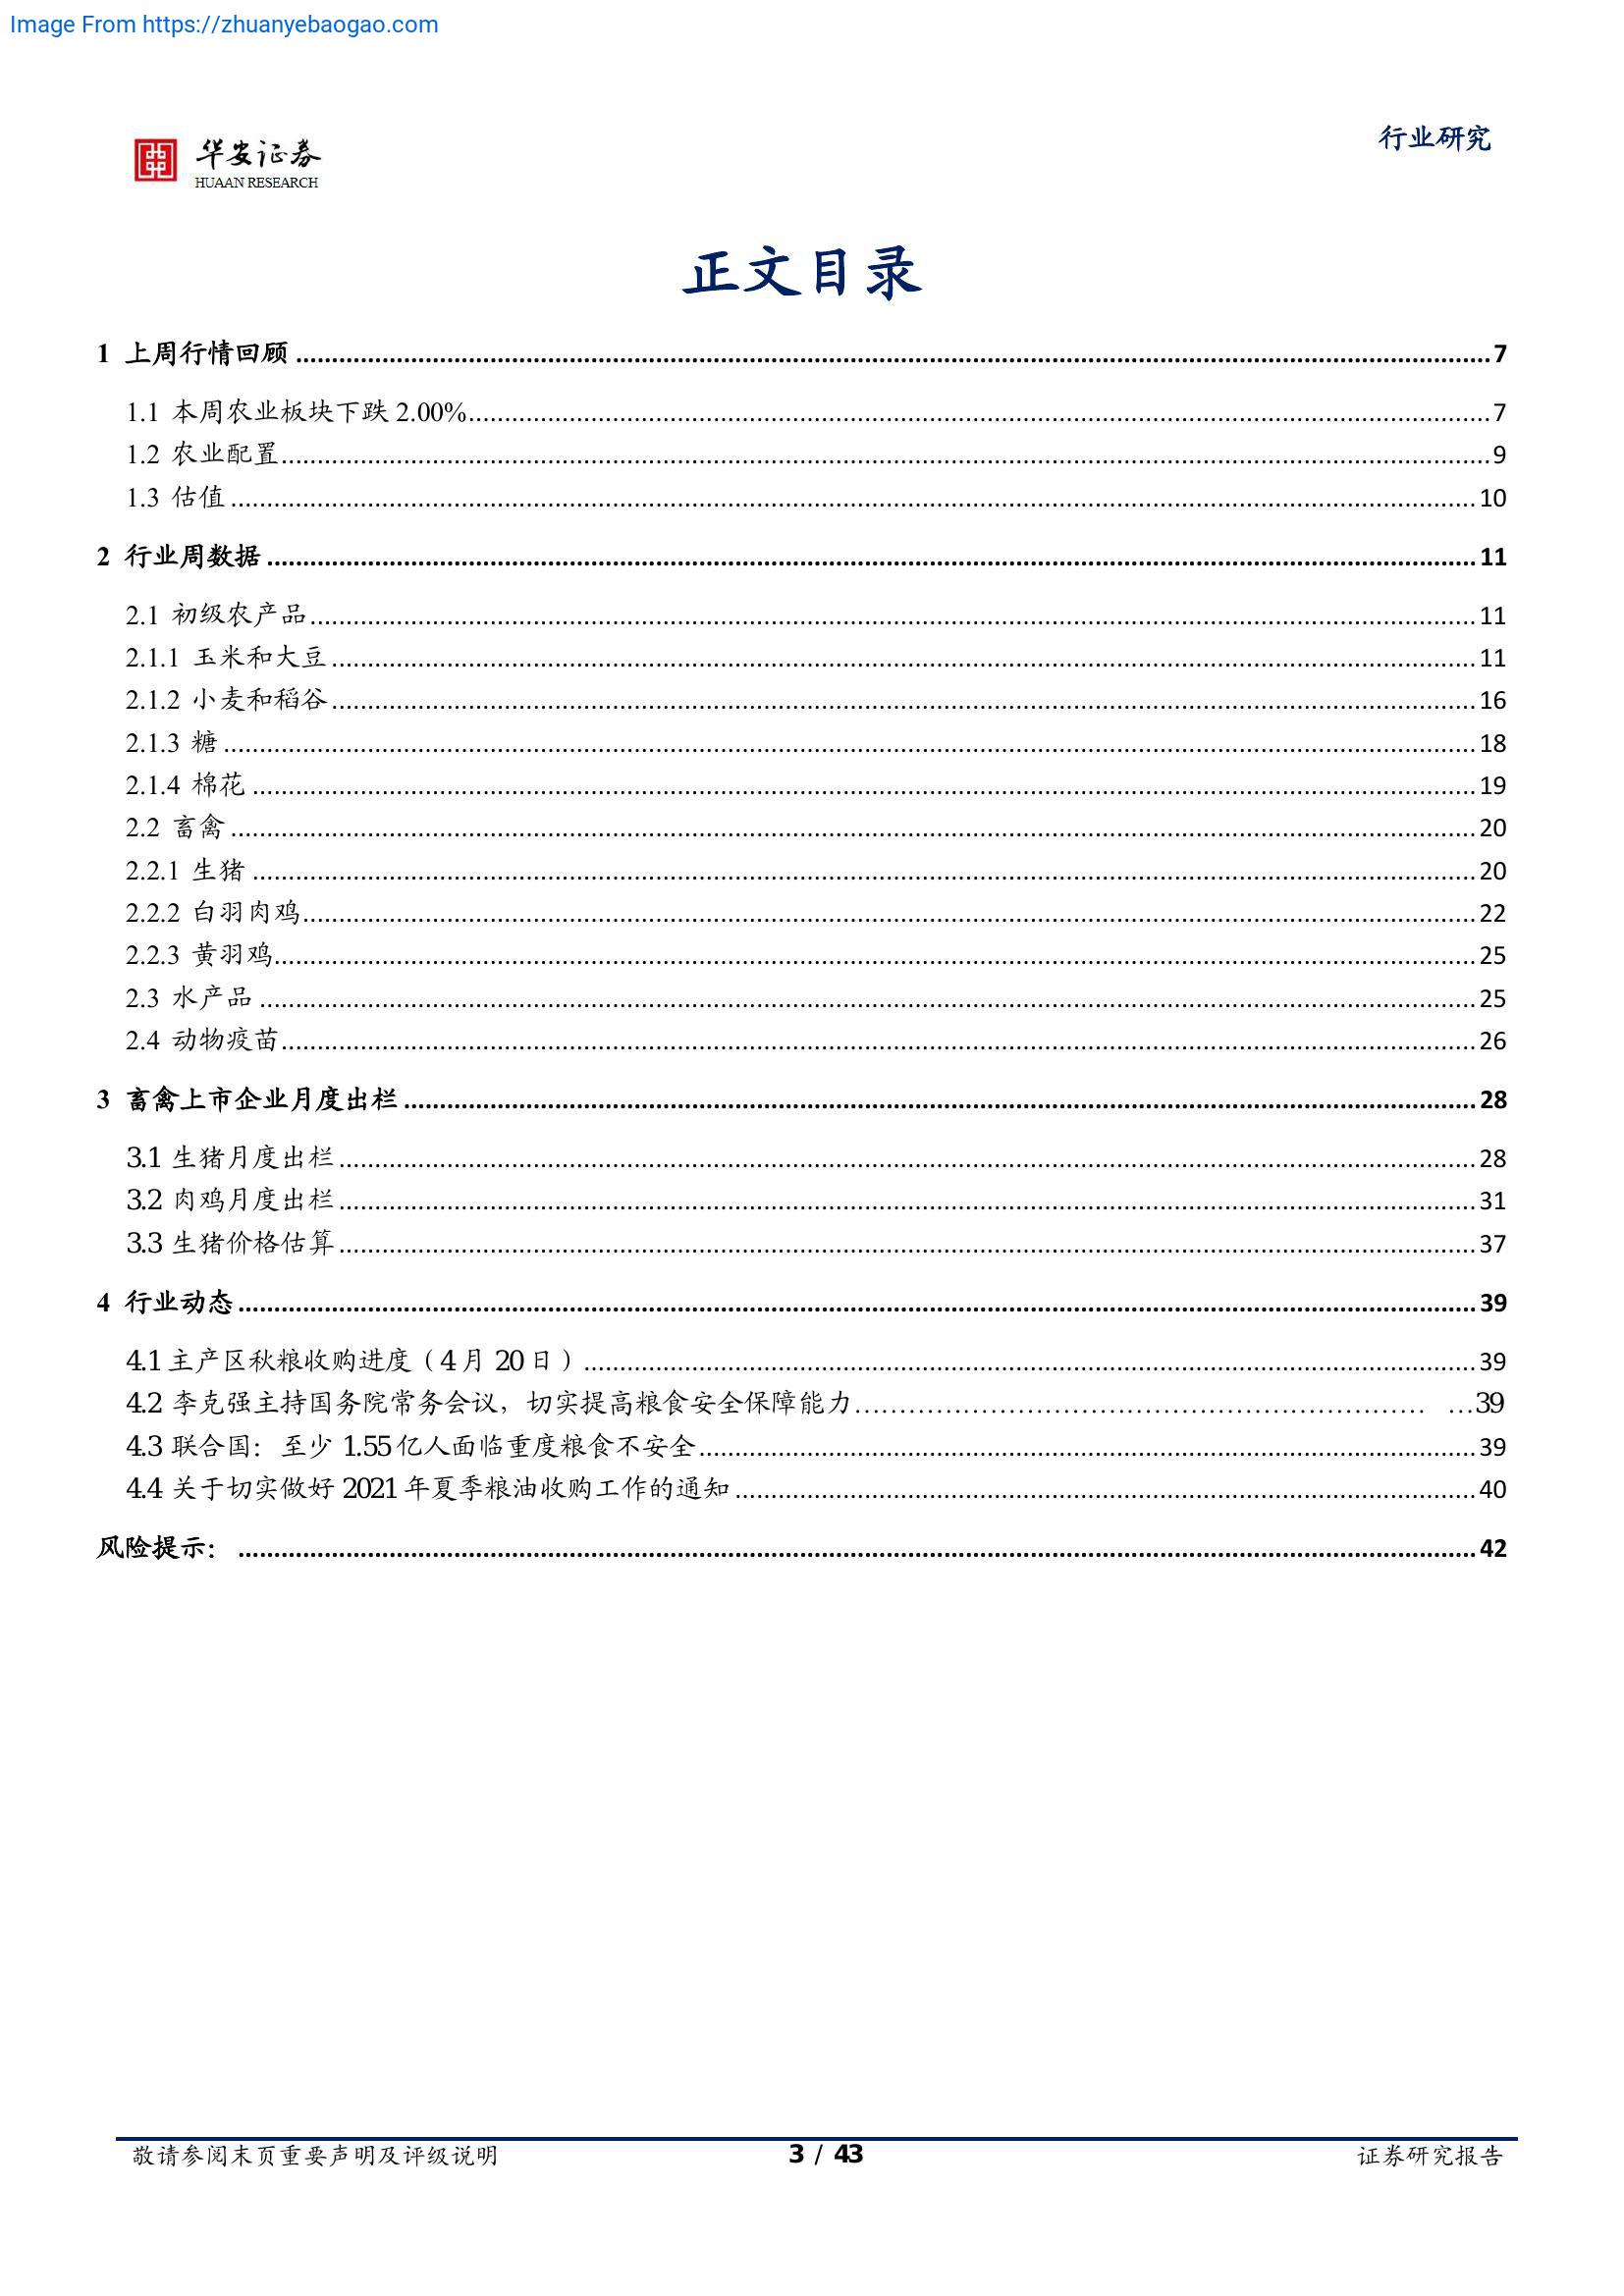 Image From https://zhuanyebaogao.com
华安证券
HUAAN RESEARCH
行业研究
正文目录
1 上周行情回顾 ........................................ 7
1.1 本周农业板块下跌 2.00% ........................................ 7
1.2 农业配置 ........................................ 9
1.3 估值 ........................................ 10
2 行业周数据 ........................................ 11
2.1 初级农产品 ........................................ 11
2.1.1 玉米和大豆 ........................................ 11
2.1.2 小麦和稻谷 ........................................ 16
2.1.3 糖 ........................................ 18
2.1.4 棉花 ........................................ 19
2.2 畜禽 ........................................ 20
2.2.1 生猪 ........................................ 20
2.2.2 白羽肉鸡 ........................................ 22
2.2.3 黄羽鸡 ........................................ 25
2.3 水产品 ........................................ 25
2.4 动物疫苗 ........................................ 26
3 畜禽上市企业月度出栏 ........................................ 28
3.1 生猪月度出栏 ........................................ 28
3.2 肉鸡月度出栏 ........................................ 31
3.3 生猪价格估算 ........................................ 37
4 行业动态 ........................................ 39
4.1 主产区秋粮收购进度（4 月 20 日） ........................................ 39
4.2 李克强主持国务院常务会议，切实提高粮食安全保障能力 ........................................ 39
4.3 联合国：至少 1.55 亿人面临重度粮食不安全 ........................................ 39
4.4 关于切实做好 2021 年夏季粮油收购工作的通知 ........................................ 40
风险提示： ........................................ 42
敬请参阅末页重要声明及评级说明 3 / 43 证券研究报告